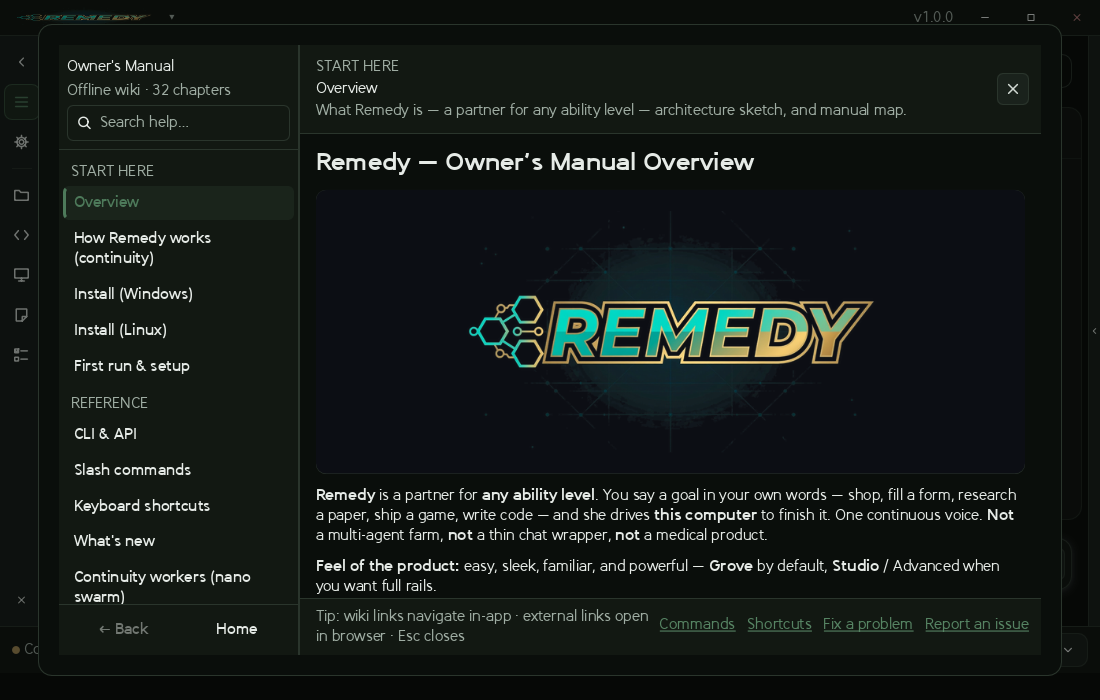 REMEDY
v1.0.0
Owner's Manual
Offline wiki · 32 chapters
Search help...
START HERE
Overview
How Remedy works
(continuity)
Install (Windows)
Install (Linux)
First run & setup
REFERENCE
CLI & API
Slash commands
Keyboard shortcuts
What's new
Continuity workers (nano
swarm)
← Back
Home
START HERE
Overview
What Remedy is — a partner for any ability level — architecture sketch, and manual map.
Remedy — Owner's Manual Overview
REMEDY
Remedy is a partner for any ability level. You say a goal in your own words — shop, fill a form, research
a paper, ship a game, write code — and she drives this computer to finish it. One continuous voice. Not
a multi-agent farm, not a thin chat wrapper, not a medical product.
Feel of the product: easy, sleek, familiar, and powerful — Grove by default, Studio / Advanced when
you want full rails.
Tip: wiki links navigate in-app · external links open
in browser · Esc closes
Commands
Shortcuts
Fix a problem
Report an issue